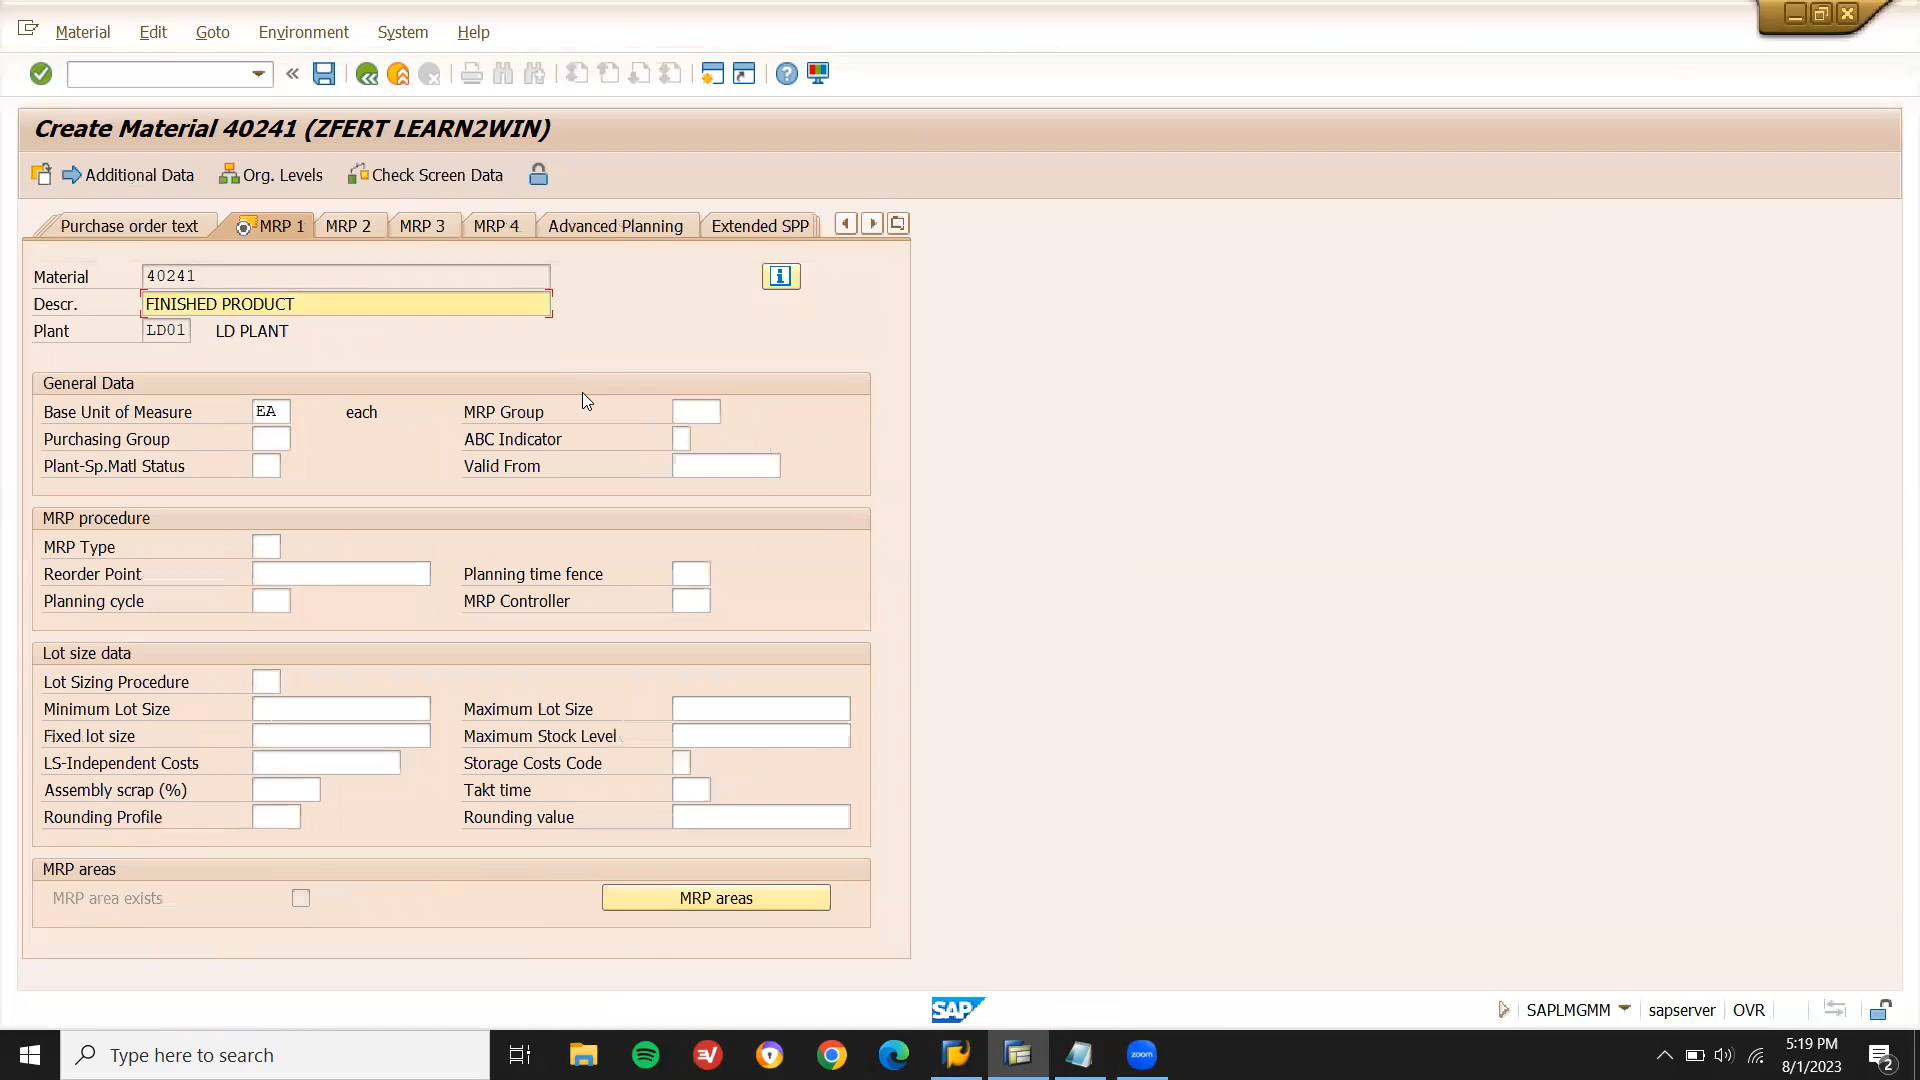 Material Edit Goto Environment System Help
Create Material 40241 (ZFERT LEARN2WIN)
Additional Data Org. Levels Check Screen Data
Purchase order text MRP 1 MRP 2 MRP 3 MRP 4 Advanced Planning Extended SPP
Material 40241
Descr. FINISHED PRODUCT
Plant LD01 LD PLANT
General Data
Base Unit of Measure EA each MRP Group
Purchasing Group ABC Indicator
Plant-Sp.Matl Status Valid From
MRP procedure
MRP Type
Reorder Point Planning time fence
Planning cycle MRP Controller
Lot size data
Lot Sizing Procedure
Minimum Lot Size Maximum Lot Size
Fixed lot size Maximum Stock Level
LS-Independent Costs Storage Costs Code
Assembly scrap (%) Takt time
Rounding Profile Rounding value
MRP areas
MRP area exists MRP areas
SAP SAPLMGMM sapserver OVR
Type here to search zoom 5:19 PM
8/1/2023 2